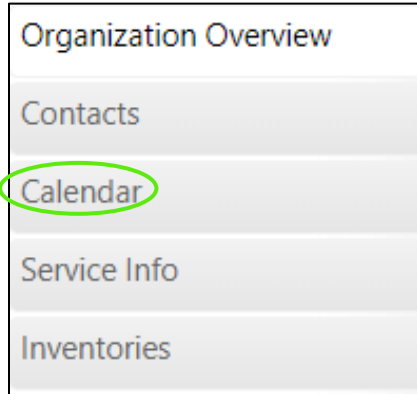 Organization Overview
Contacts
Calendar
Service Info
Inventories